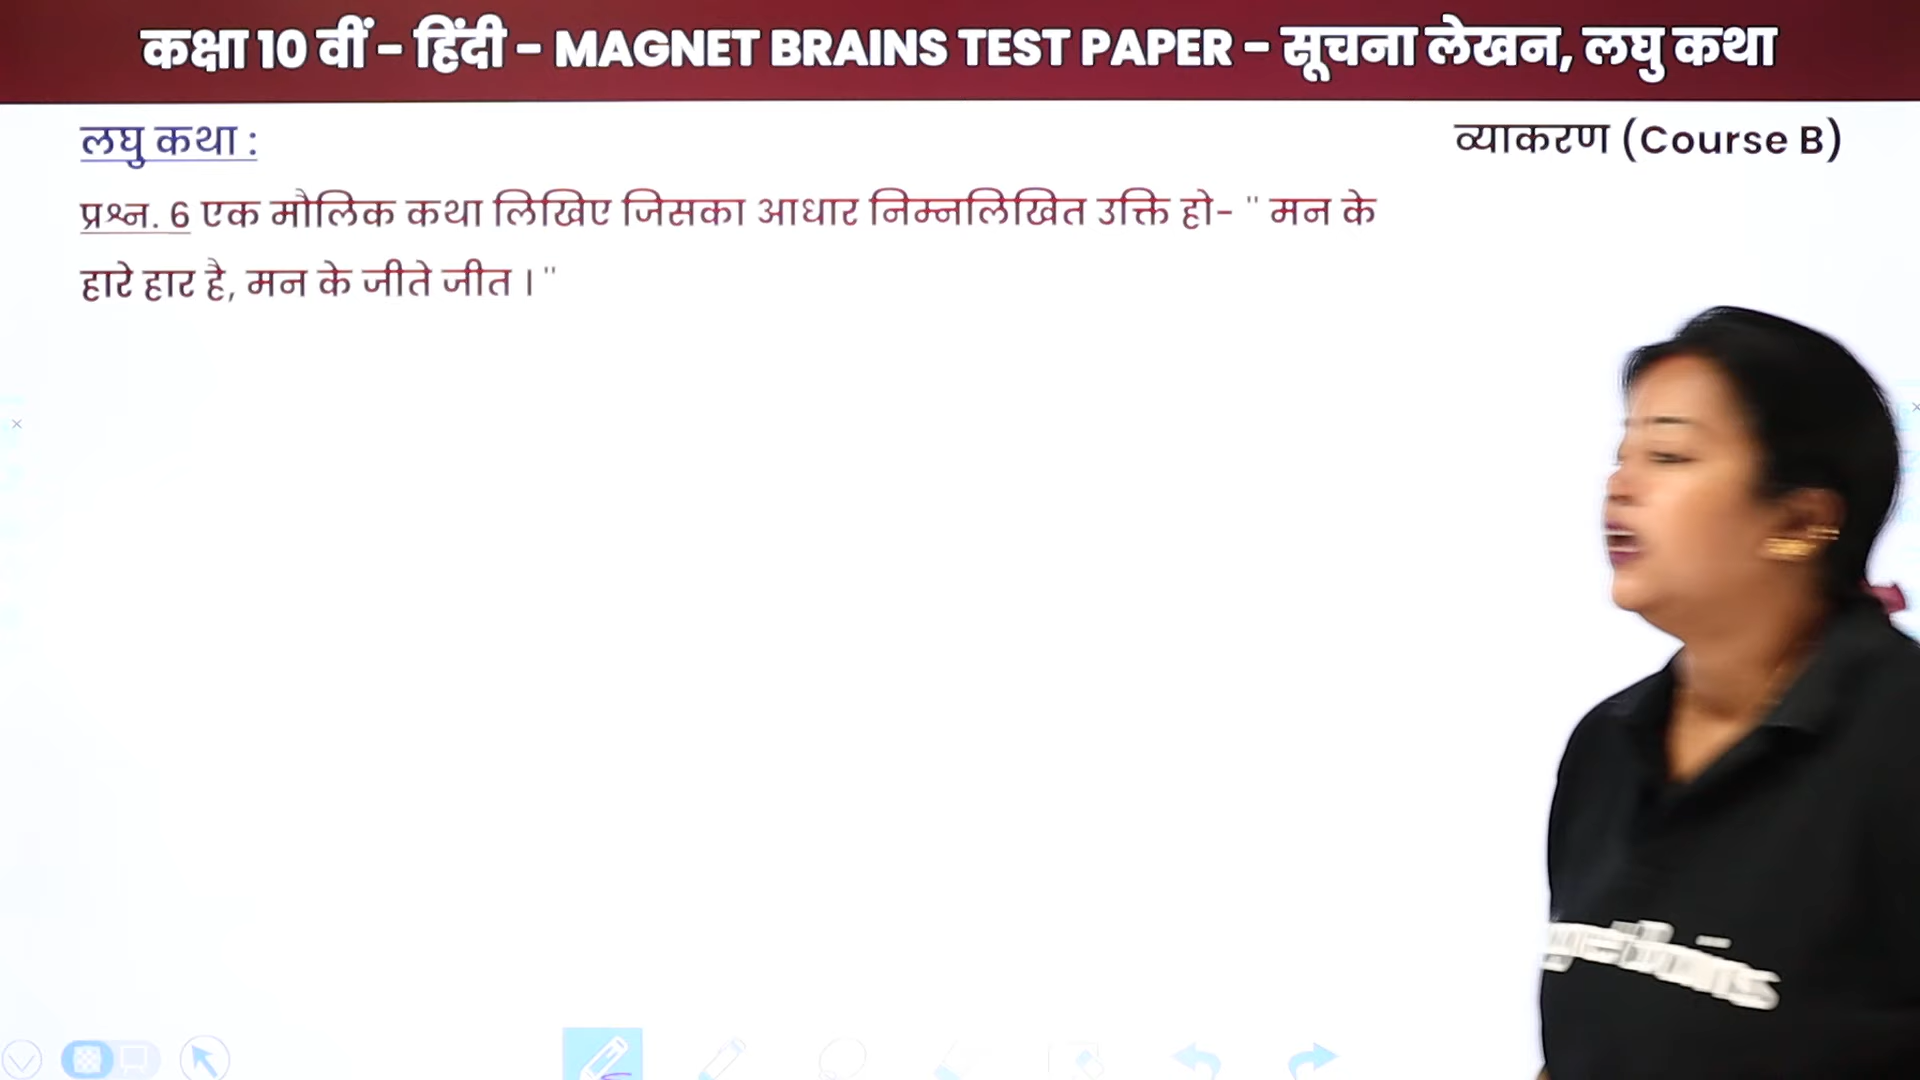 कक्षा 10 वीं - हिंदी - MAGNET BRAINS TEST PAPER - सूचना लेखन, लघु कथा
लघु कथा :
व्याकरण (Course B)
प्रश्न. 6 एक मौलिक कथा लिखिए जिसका आधार निम्नलिखित उक्ति हो- " मन के
हारे हार है, मन के जीते जीत । "